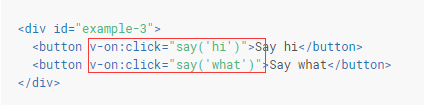 <div id="example-3">
<button v-on:click="say('hi')">Say hi</button>
<button v-on:click="say('what')">Say what</button>
</div>